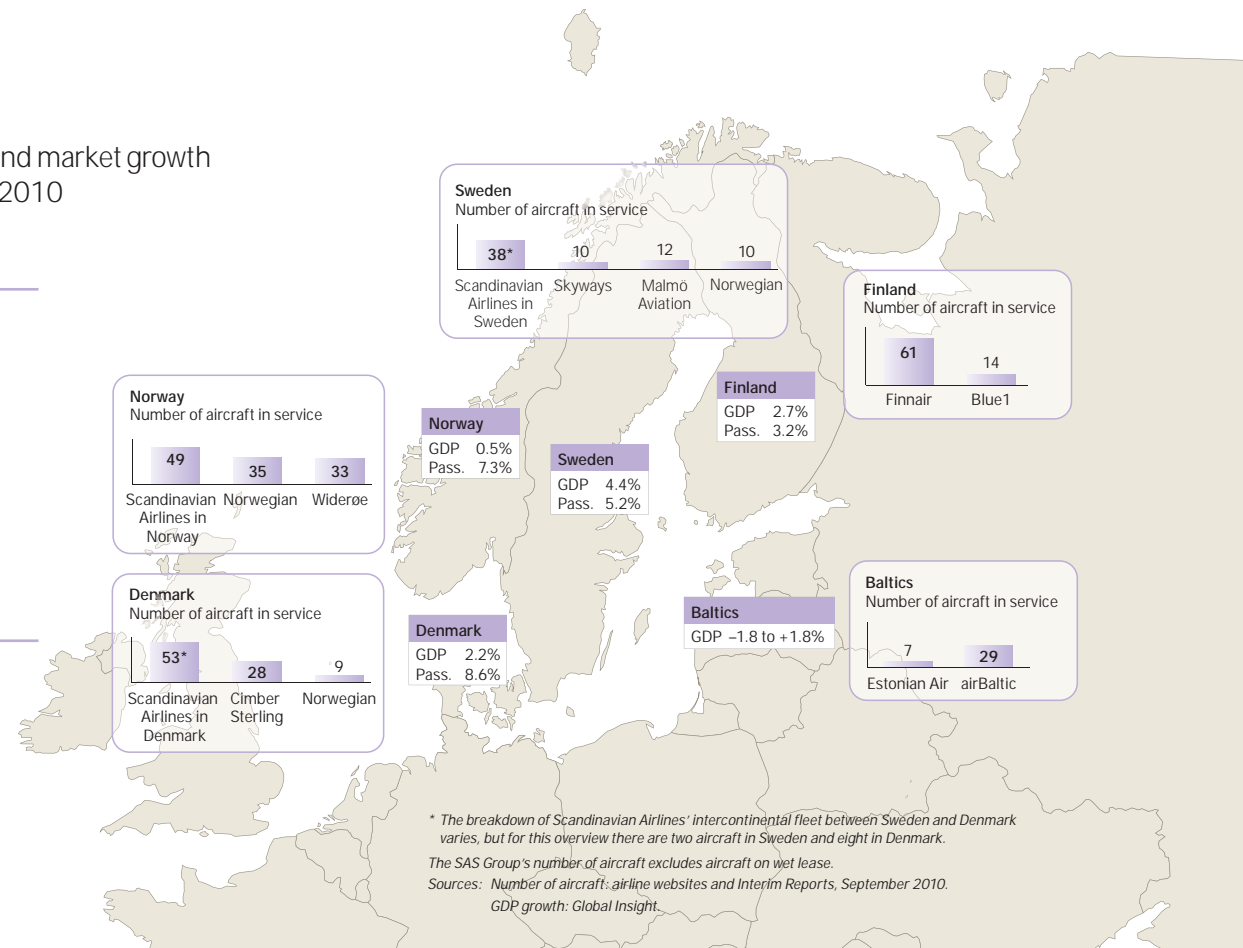 nd market growth
2010
Sweden
Number of aircraft in service
38*
10
12
10
Scandinavian
Airlines in
Sweden
Skyways
Malmö
Aviation
Norwegian
Finland
Number of aircraft in service
61
14
Finnair
Blue1
Norway
Number of aircraft in service
49
35
33
Scandinavian
Airlines in
Norway
Norwegian
Widerøe
Norway
GDP 0.5%
Pass. 7.3%
Sweden
GDP 4.4%
Pass. 5.2%
Finland
GDP 2.7%
Pass. 3.2%
Denmark
Number of aircraft in service
53*
28
9
Scandinavian
Airlines in
Denmark
Cimber
Sterling
Norwegian
Denmark
GDP 2.2%
Pass. 8.6%
Baltics
GDP –1.8 to +1.8%
Baltics
Number of aircraft in service
7
29
Estonian Air
airBaltic
* The breakdown of Scandinavian Airlines’ intercontinental fleet between Sweden and Denmark
varies, but for this overview there are two aircraft in Sweden and eight in Denmark.
The SAS Group’s number of aircraft excludes aircraft on wet lease.
Sources: Number of aircraft: airline websites and Interim Reports, September 2010.
GDP growth: Global Insight.